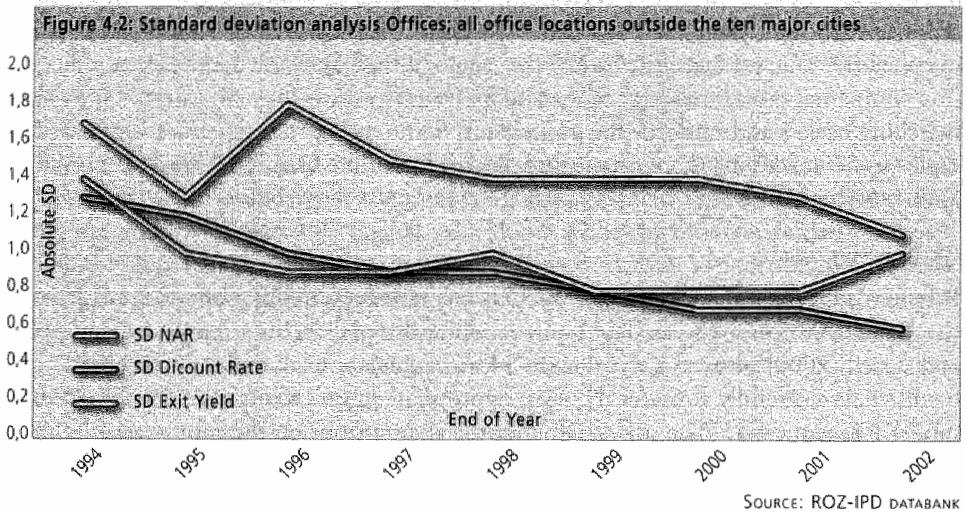 Figure 4.2: Standard deviation analysis Offices; all office locations outside the ten major cities
2,0
1,8
1,6
1,4
1,2
1,0
0,8
0,6
0,4
0,2
0,0
Absolute SD
SD NAR
SD Dicount Rate
SD Exit Yield
End of Year
1994
1995
1996
1997
1998
1999
2000
2001
2002
SOURCE: ROZ-IPD DATABANK